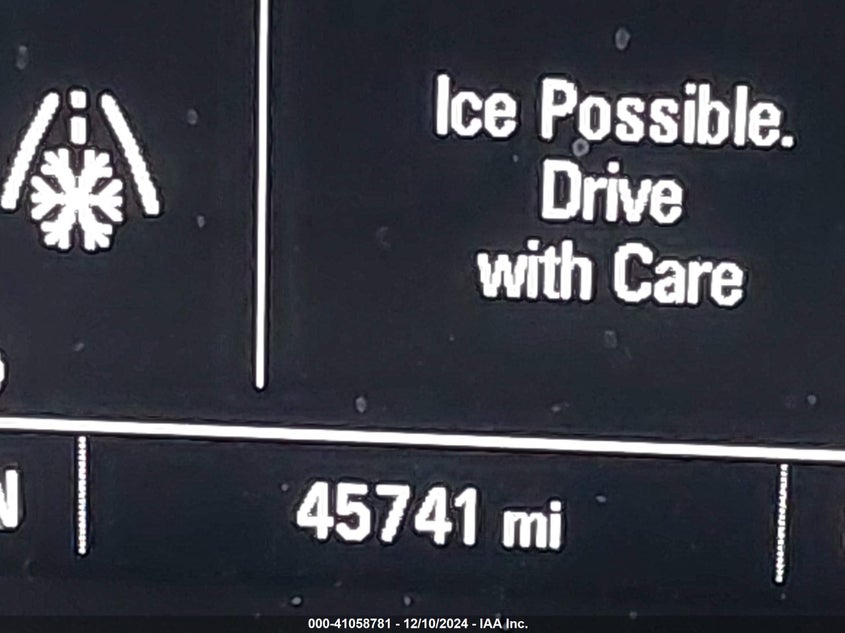 Ice Possible.
Drive
with Care
45741 mi
000-41058781 - 12/10/2024 - IAA Inc.